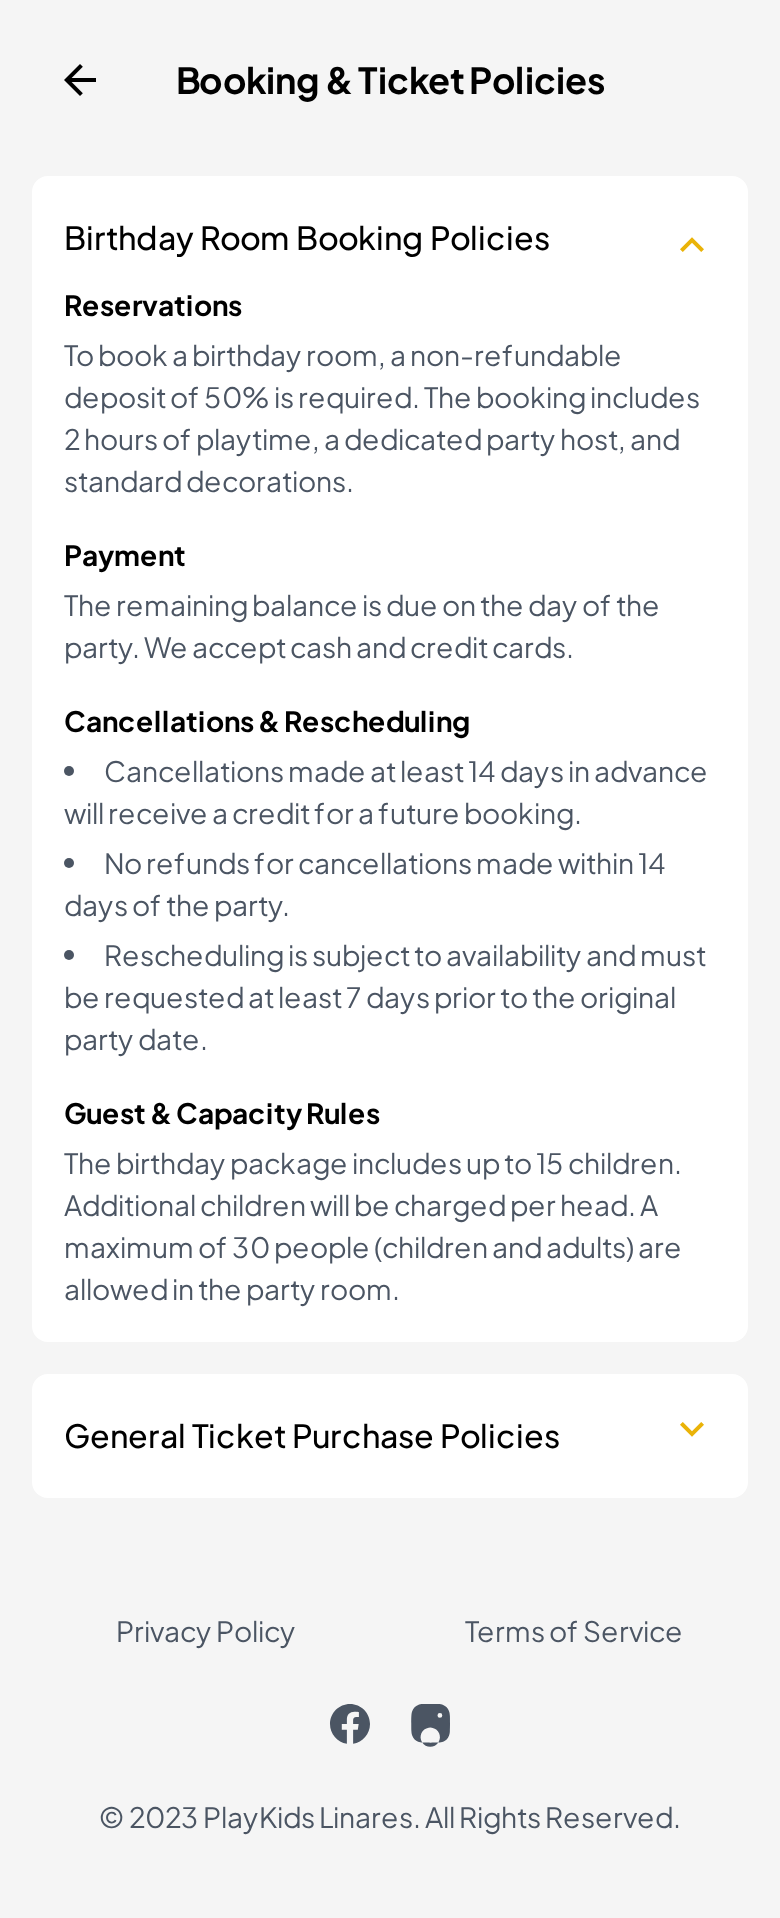 Booking & Ticket Policies
Birthday Room Booking Policies
Reservations
To book a birthday room, a non-refundable
deposit of 50% is required. The booking includes
2 hours of playtime, a dedicated party host, and
standard decorations.
Payment
The remaining balance is due on the day of the
party. We accept cash and credit cards.
Cancellations & Rescheduling
• Cancellations made at least 14 days in advance
will receive a credit for a future booking.
• No refunds for cancellations made within 14
days of the party.
• Rescheduling is subject to availability and must
be requested at least 7 days prior to the original
party date.
Guest & Capacity Rules
The birthday package includes up to 15 children.
Additional children will be charged per head. A
maximum of 30 people (children and adults) are
allowed in the party room.
General Ticket Purchase Policies
Privacy Policy
Terms of Service
© 2023 PlayKids Linares. All Rights Reserved.